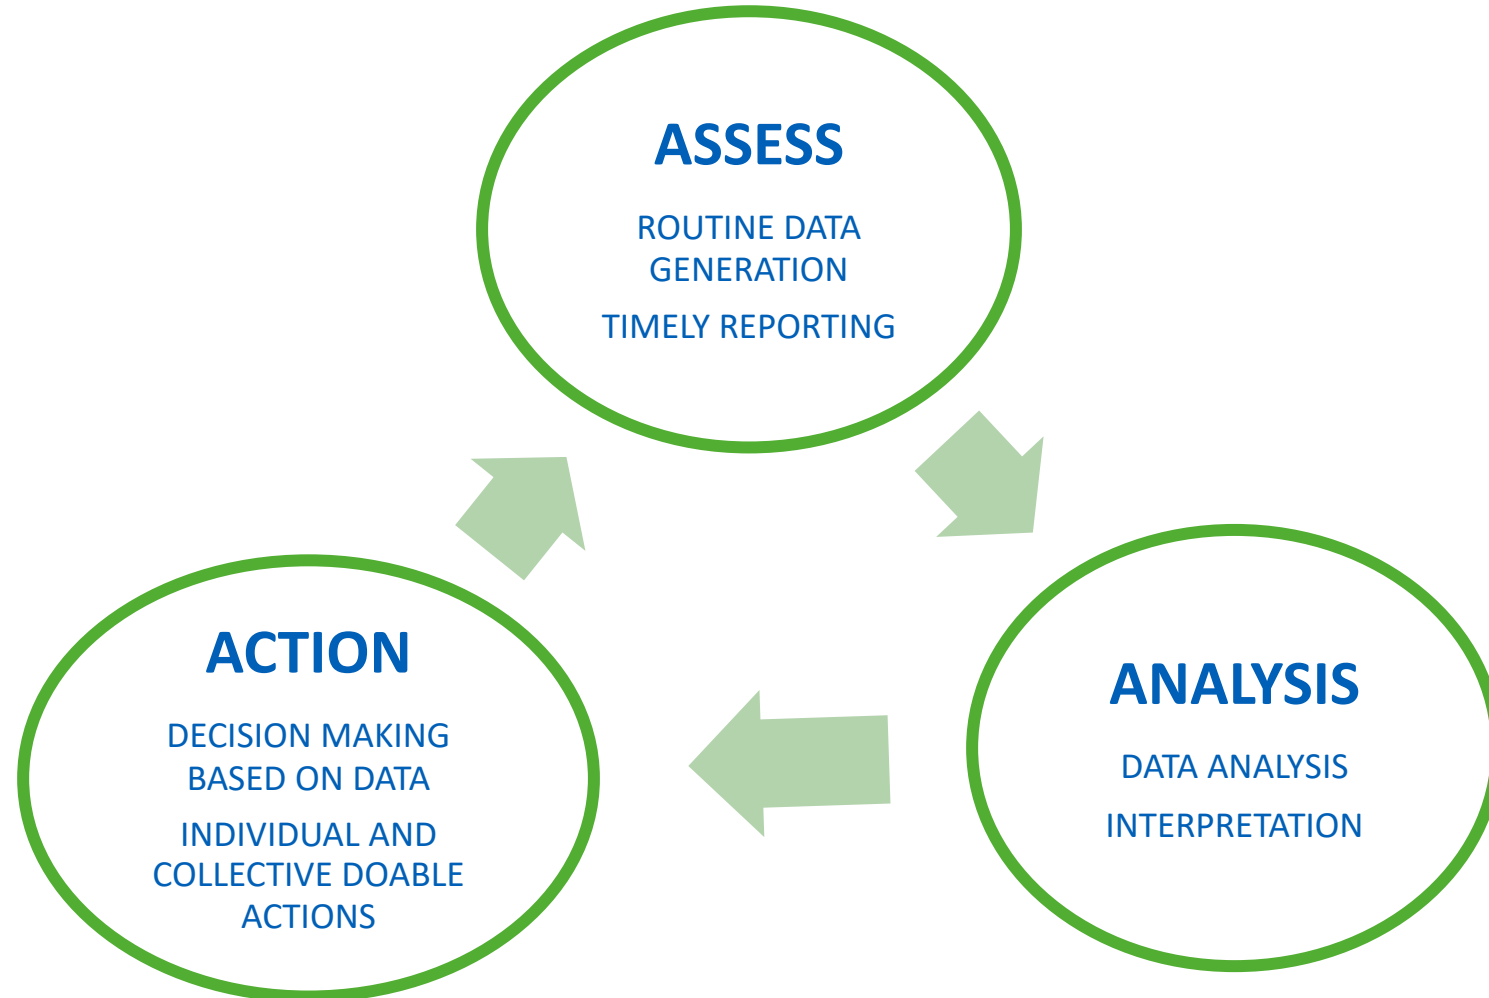 ASSESS
ROUTINE DATA
GENERATION
TIMELY REPORTING
ACTION
DECISION MAKING
BASED ON DATA
INDIVIDUAL AND
COLLECTIVE DOABLE
ACTIONS
ANALYSIS
DATA ANALYSIS
INTERPRETATION